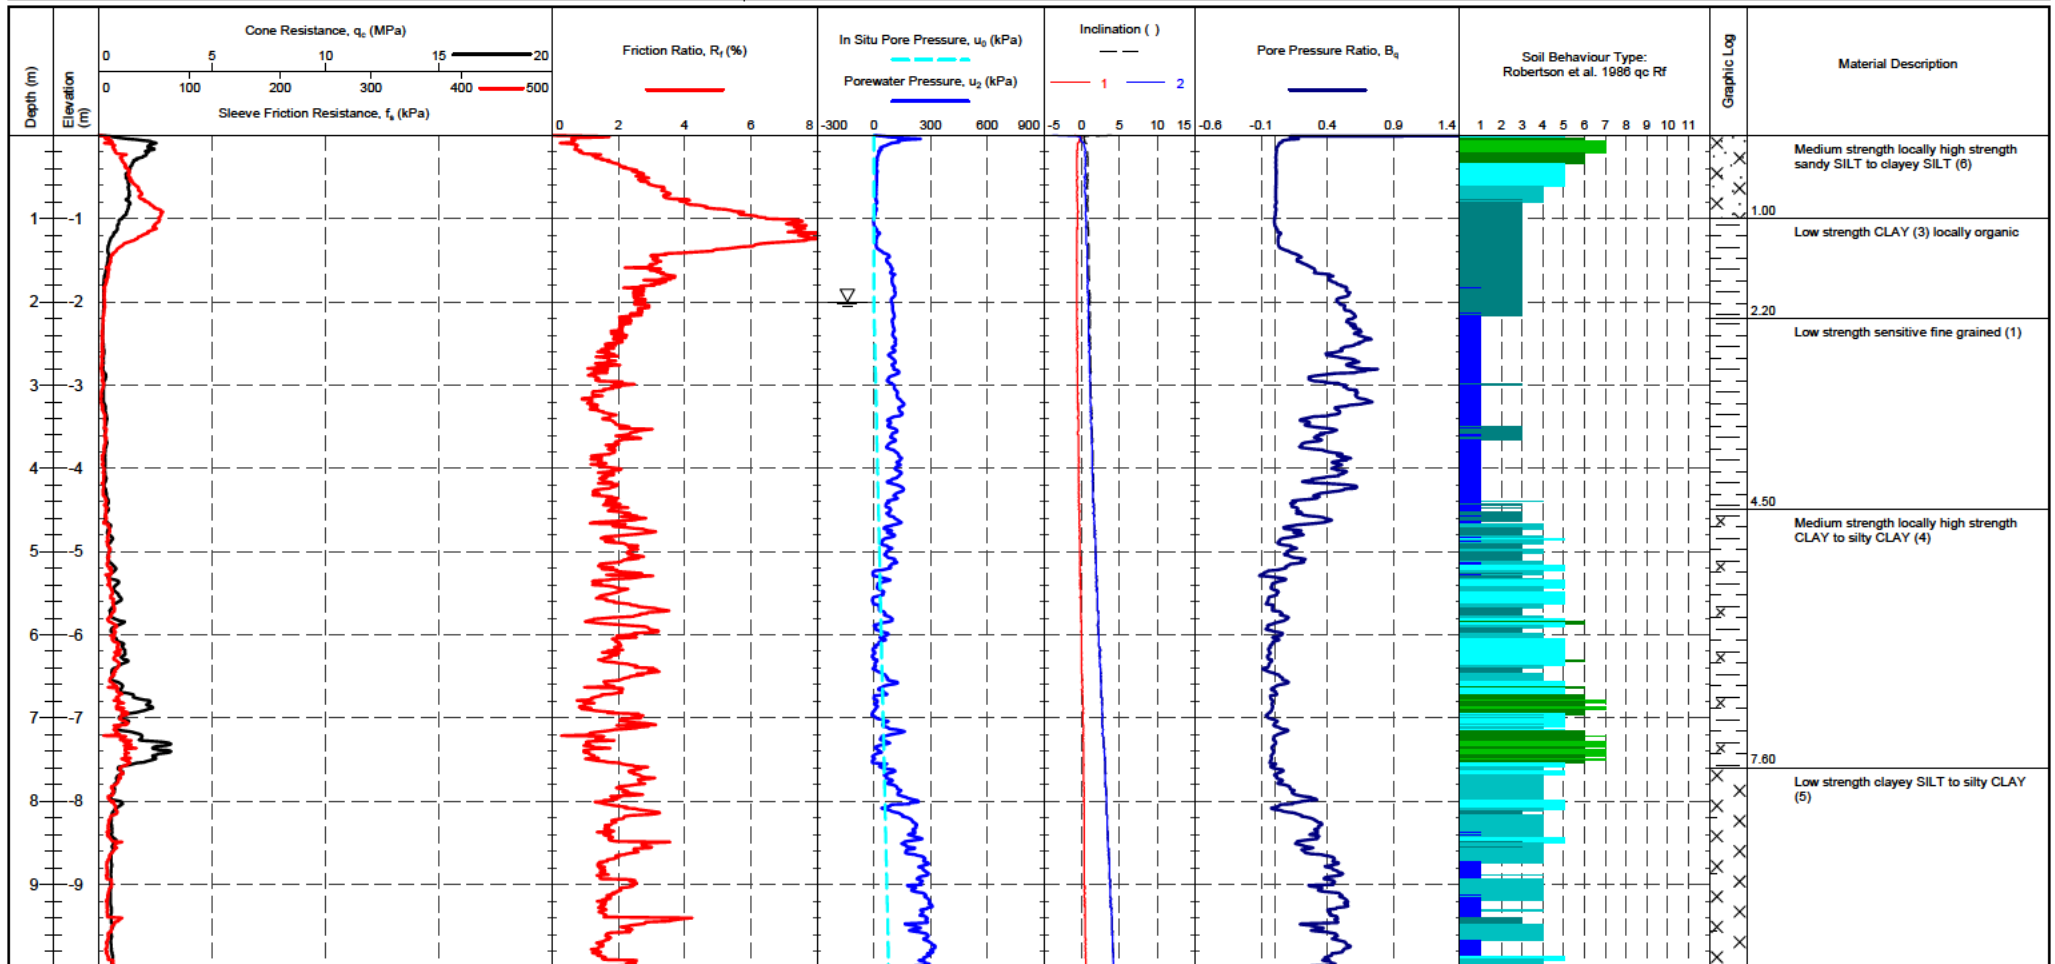 Cone Resistance, qc (MPa)
0 5 10 15 20
0 100 200 300 400 500
Sleeve Friction Resistance, fs (kPa)
Depth (m)
Elevation (m)
Friction Ratio, Rf (%)
0 2 4 6 8
In Situ Pore Pressure, u0 (kPa)
Porewater Pressure, u2 (kPa)
-300 0 300 600 900
Inclination ( )
1 2
-5 0 5 10 15
Pore Pressure Ratio, Bq
-0.6 -0.1 0.4 0.9 1.4
Soil Behaviour Type:
Robertson et al. 1986 qc Rf
1 2 3 4 5 6 7 8 9 10 11
Graphic Log
Material Description
Medium strength locally high strength
sandy SILT to clayey SILT (6)
1 -1
1.00
Low strength CLAY (3) locally organic
2 -2
2.20
Low strength sensitive fine grained (1)
3 -3
4 -4
4.50
Medium strength locally high strength
CLAY to silty CLAY (4)
5 -5
6 -6
7 -7
7.60
Low strength clayey SILT to silty CLAY
(5)
8 -8
9 -9